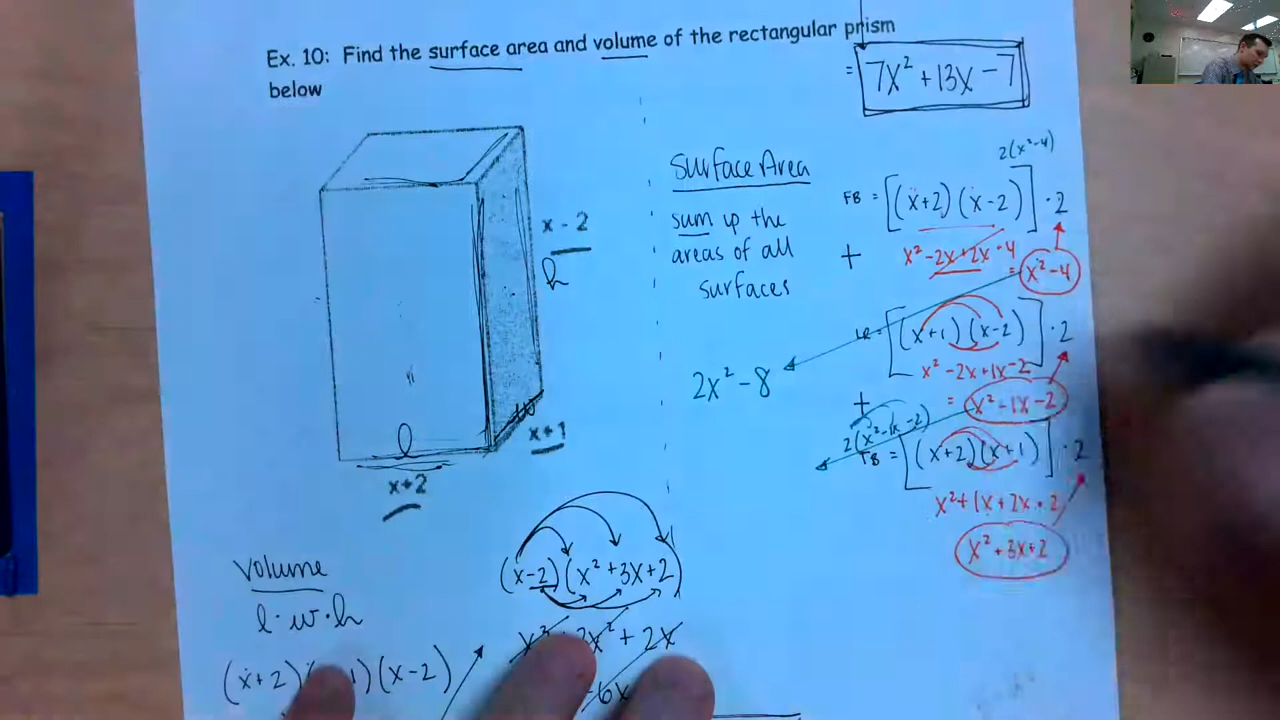 Ex. 10: Find the surface area and volume of the rectangular prism
below
= 7x² + 13x - 7
x - 2
h
w
x+1
l
x+2
Surface Area
sum up the
areas of all
surfaces
2(x²-4)
FB = [(x+2)(x-2)] · 2
x² - 2x + 2x - 4
= x² - 4
+
LR = [(x+1)(x-2)] · 2
x² - 2x + 1x - 2
= x² - 1x - 2
2x² - 8
+
2(x² - 1x - 2)
TB = [(x+2)(x+1)] · 2
x² + 1x + 2x + 2
x² + 3x + 2
Volume
l · w · h
(x+2)( 1)(x-2)
(x-2)(x² + 3x + 2)
x³ 2x² + 2x
-6x